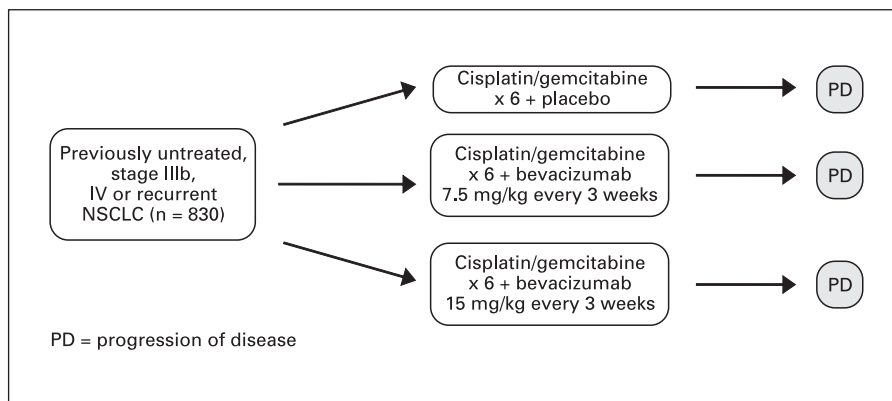 Previously untreated,
stage IIIb,
IV or recurrent
NSCLC (n = 830)
Cisplatin/gemcitabine
x 6 + placebo
PD
Cisplatin/gemcitabine
x 6 + bevacizumab
7.5 mg/kg every 3 weeks
PD
Cisplatin/gemcitabine
x 6 + bevacizumab
15 mg/kg every 3 weeks
PD
PD = progression of disease